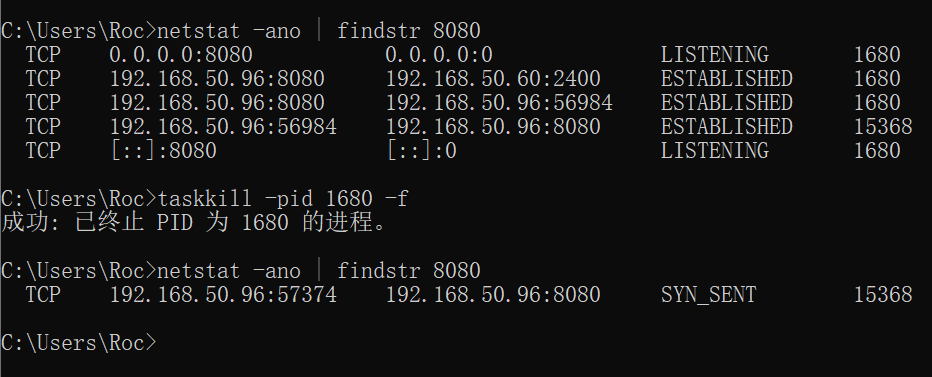 C:\Users\Roc>netstat -ano | findstr 8080
TCP 0.0.0.0:8080 0.0.0.0:0 LISTENING 1680
TCP 192.168.50.96:8080 192.168.50.60:2400 ESTABLISHED 1680
TCP 192.168.50.96:8080 192.168.50.96:56984 ESTABLISHED 1680
TCP 192.168.50.96:56984 192.168.50.96:8080 ESTABLISHED 15368
TCP [::]:8080 [::]:0 LISTENING 1680
C:\Users\Roc>taskkill -pid 1680 -f
成功: 已终止 PID 为 1680 的进程。
C:\Users\Roc>netstat -ano | findstr 8080
TCP 192.168.50.96:57374 192.168.50.96:8080 SYN_SENT 15368
C:\Users\Roc>